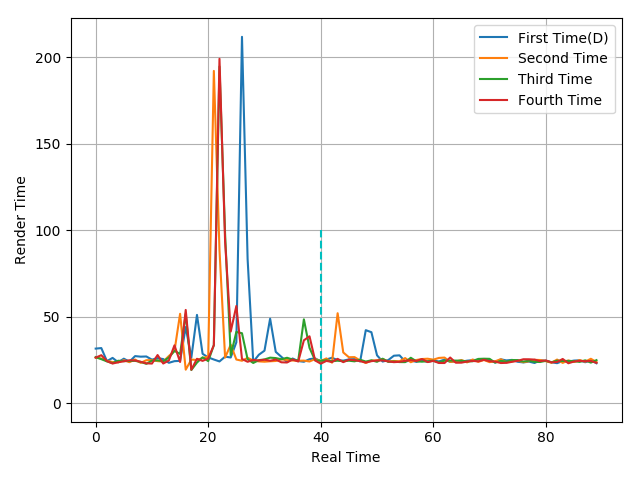 First Time(D)
Second Time
Third Time
Fourth Time
200
150
100
50
0
Render Time
0 20 40 60 80
Real Time